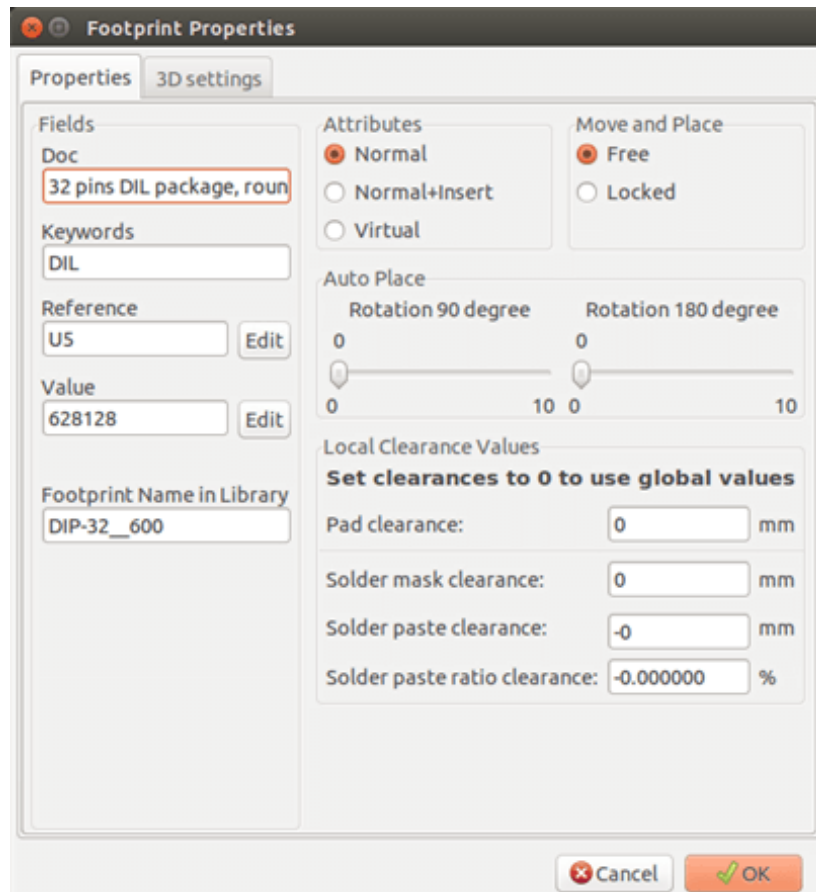 Footprint Properties
Properties
3D settings
Fields
Doc
32 pins DIL package, roun
Keywords
DIL
Reference
U5
Edit
Value
628128
Edit
Footprint Name in Library
DIP-32__600
Attributes
Normal
Normal+Insert
Virtual
Move and Place
Free
Locked
Auto Place
Rotation 90 degree
0
0 10
Rotation 180 degree
0
0 10
Local Clearance Values
Set clearances to 0 to use global values
Pad clearance: 0 mm
Solder mask clearance: 0 mm
Solder paste clearance: -0 mm
Solder paste ratio clearance: -0.000000 %
Cancel
OK